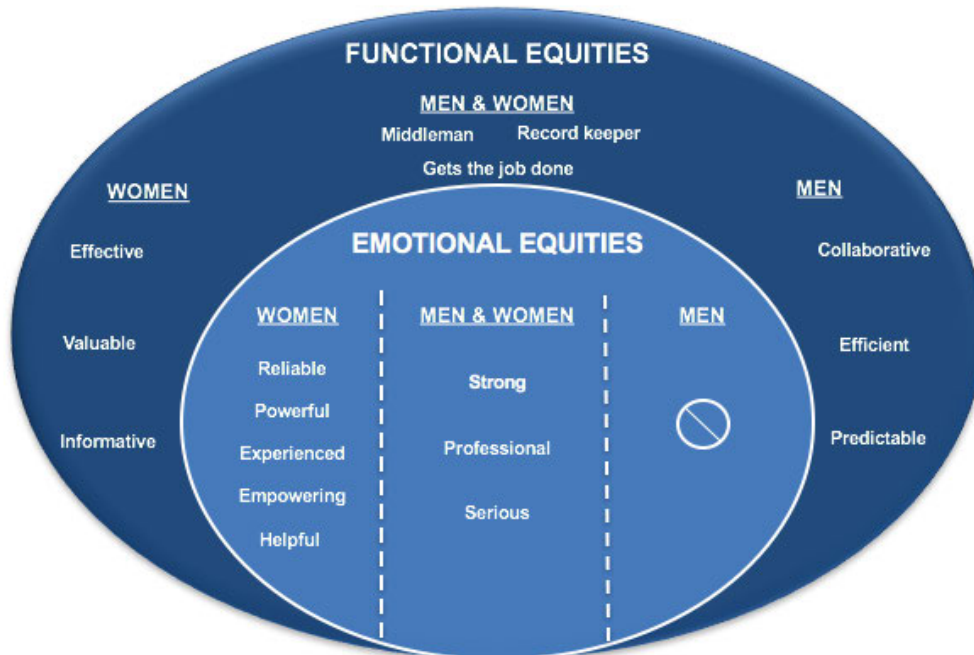 FUNCTIONAL EQUITIES
MEN & WOMEN
Middleman Record keeper
Gets the job done
WOMEN
Effective
Valuable
Informative
MEN
Collaborative
Efficient
Predictable
EMOTIONAL EQUITIES
WOMEN
Reliable
Powerful
Experienced
Empowering
Helpful
MEN & WOMEN
Strong
Professional
Serious
MEN